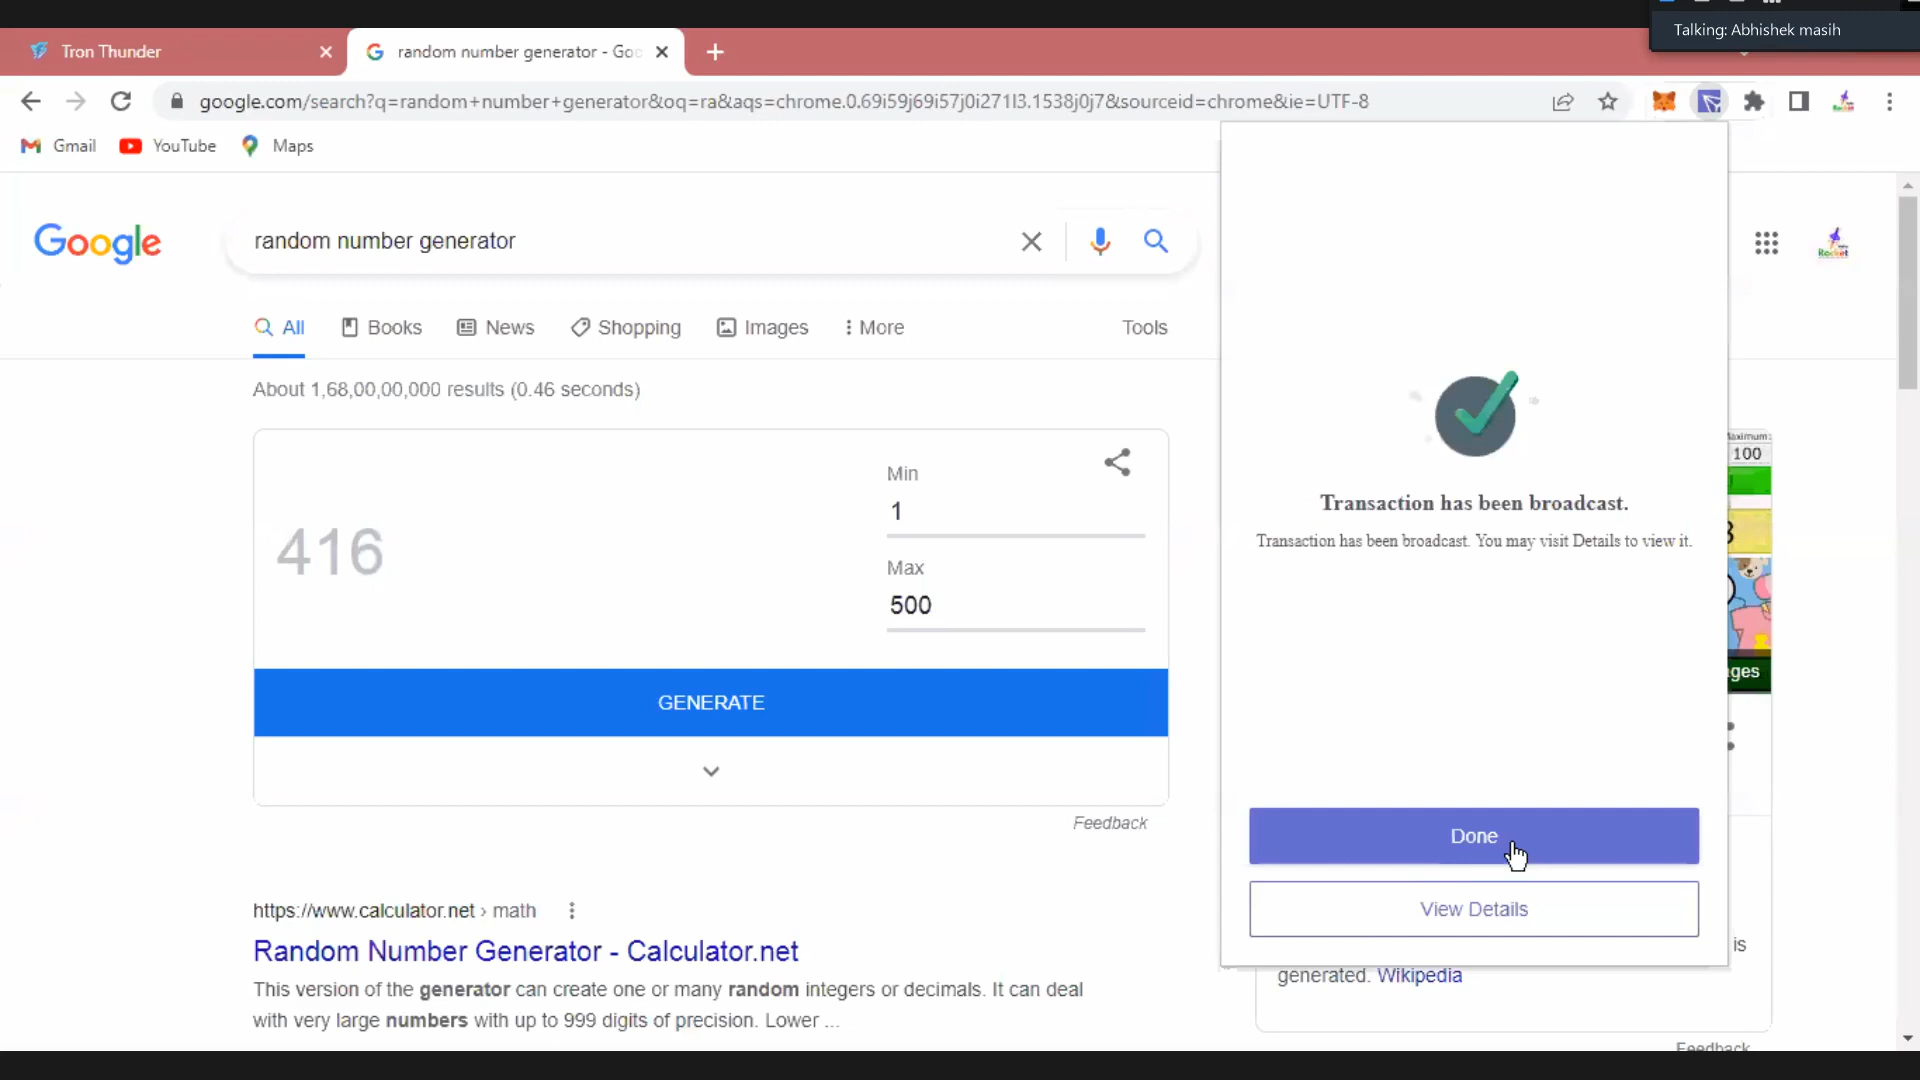 Talking: Abhishek masih
Tron Thunder
random number generator - Goo
google.com/search?q=random+number+generator&oq=ra&aqs=chrome.0.69i59j69i57j0i271l3.1538j0j7&sourceid=chrome&ie=UTF-8
Gmail
YouTube
Maps
Google
random number generator
Rocket
All
Books
News
Shopping
Images
More
Tools
About 1,68,00,00,000 results (0.46 seconds)
416
Min
1
Max
500
GENERATE
Feedback
https://www.calculator.net › math
Random Number Generator - Calculator.net
This version of the generator can create one or many random integers or decimals. It can deal
with very large numbers with up to 999 digits of precision. Lower ...
Transaction has been broadcast.
Transaction has been broadcast. You may visit Details to view it.
Done
View Details
100
ges
is
generated. Wikipedia
Feedback